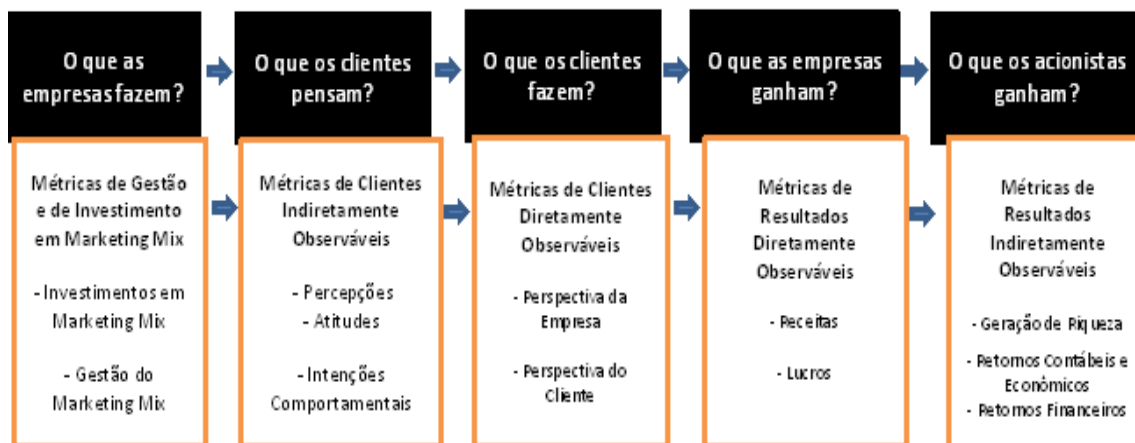 O que as
empresas fazem?
O que os clientes
pensam?
O que os clientes
fazem?
O que as empresas
ganham?
O que os acionistas
ganham?
Métricas de Gestão
e de Investimento
em Marketing Mix
- Investimentos em
Marketing Mix
- Gestão do
Marketing Mix
Métricas de Clientes
Indiretamente
Observáveis
- Percepções
- Atitudes
- Intenções
Comportamentais
Métricas de Clientes
Diretamente
Observáveis
- Perspectiva da
Empresa
- Perspectiva do
Cliente
Métricas de
Resultados
Diretamente
Observáveis
- Receitas
- Lucros
Métricas de
Resultados
Indiretamente
Observáveis
- Geração de Riqueza
- Retornos Contábeis e
Econômicos
- Retornos Financeiros